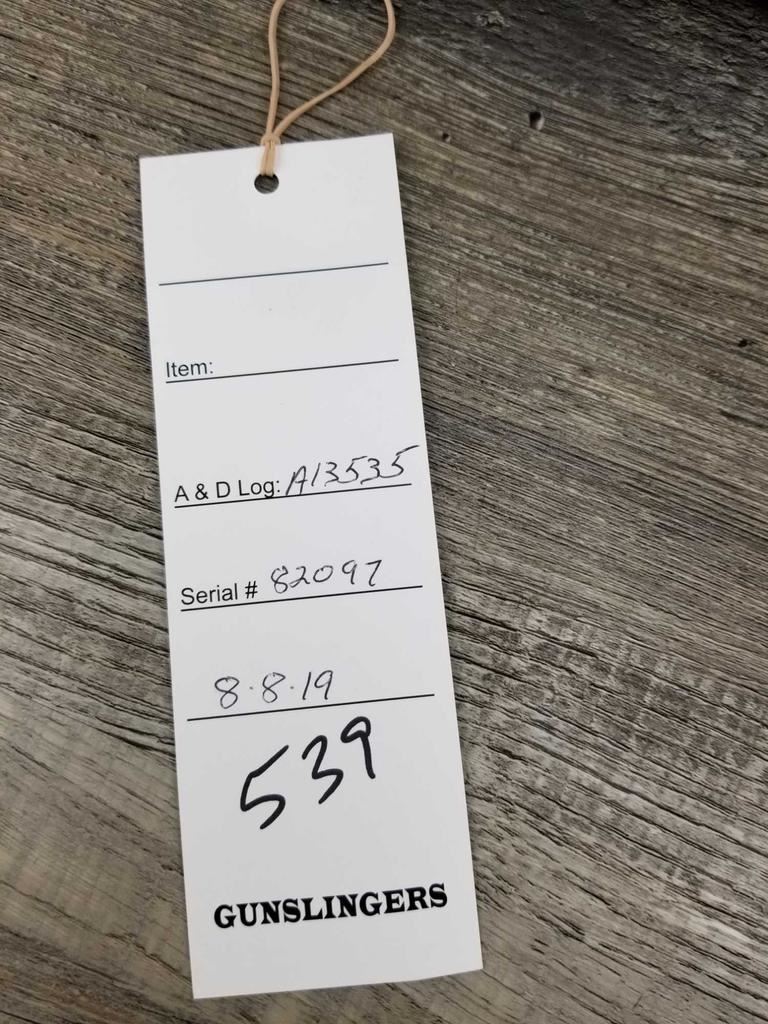 Item:
A & D Log: A13535
Serial # 82097
8-8-19
539
GUNSLINGERS